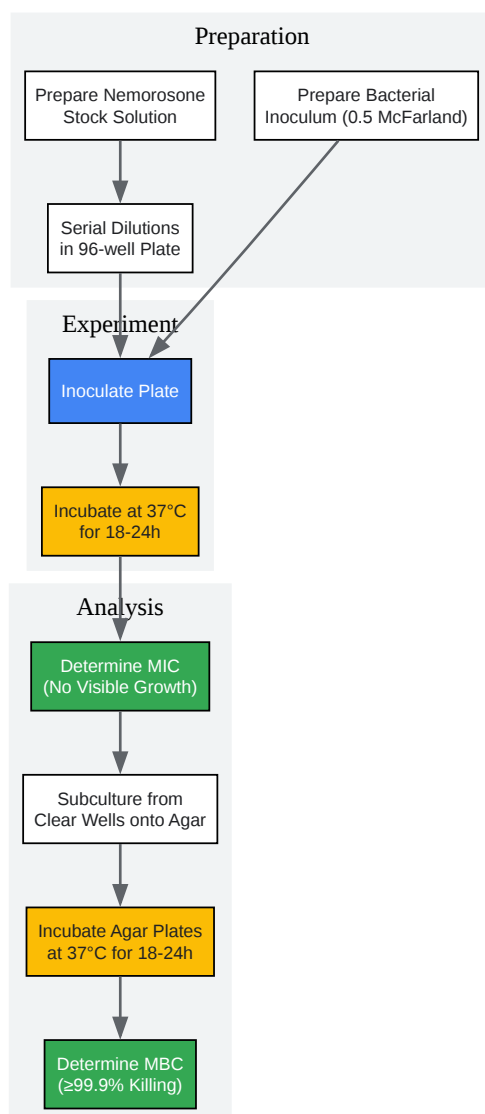 Preparation
Prepare Nemorosone
Stock Solution
Prepare Bacterial
Inoculum (0.5 McFarland)
Serial Dilutions
in 96-well Plate
Experiment
Inoculate Plate
Incubate at 37°C
for 18-24h
Analysis
Determine MIC
(No Visible Growth)
Subculture from
Clear Wells onto Agar
Incubate Agar Plates
at 37°C for 18-24h
Determine MBC
(≥99.9% Killing)